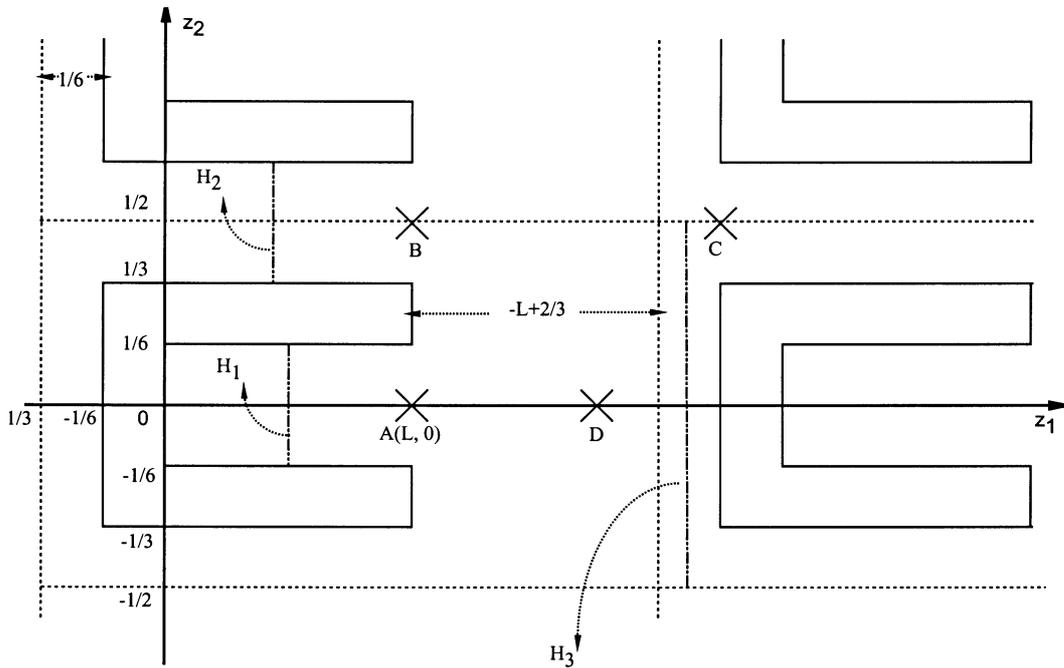 z2
1/6
H2
1/2
B
C
1/3
-L+2/3
1/6
H1
1/3
-1/6
0
A(L, 0)
D
z1
-1/6
-1/3
-1/2
H3